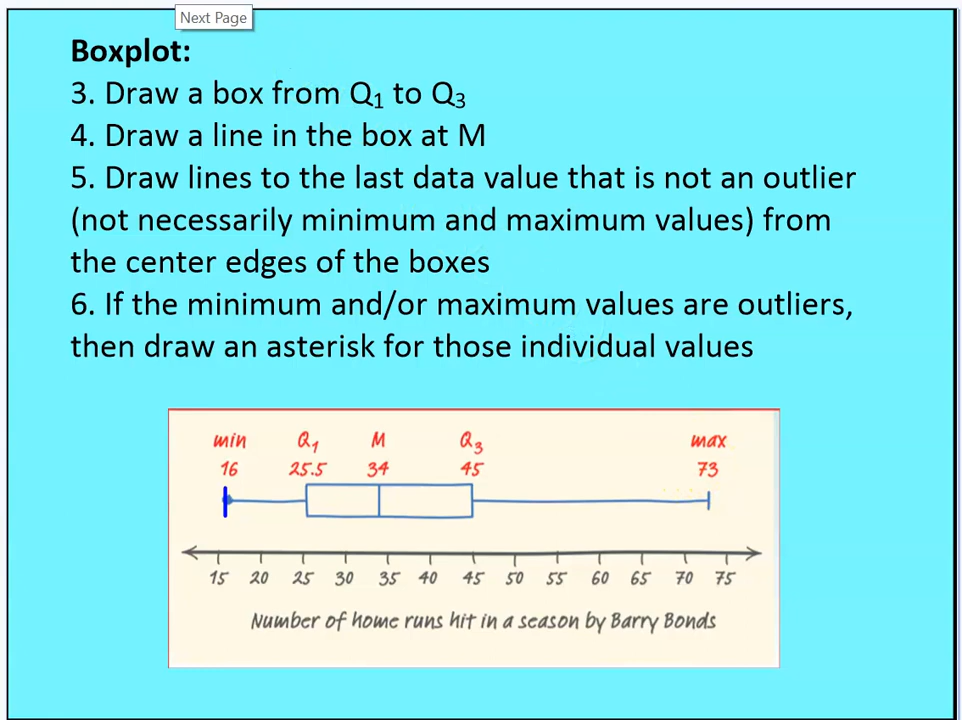 Next Page
Boxplot:
3. Draw a box from Q₁ to Q₃
4. Draw a line in the box at M
5. Draw lines to the last data value that is not an outlier
(not necessarily minimum and maximum values) from
the center edges of the boxes
6. If the minimum and/or maximum values are outliers,
then draw an asterisk for those individual values
min Q₁ M Q₃ max
16 25.5 34 45 73
15 20 25 30 35 40 45 50 55 60 65 70 75
Number of home runs hit in a season by Barry Bonds